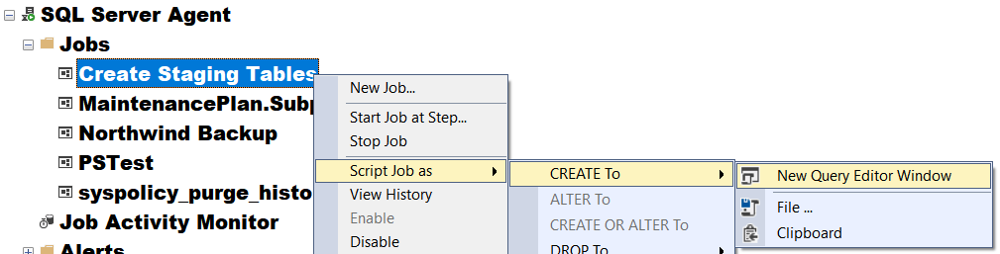 SQL Server Agent
Jobs
Create Staging Tables
MaintenancePlan.Subp
Northwind Backup
PSTest
syspolicy_purge_histo
Job Activity Monitor
Alerts
New Job...
Start Job at Step...
Stop Job
Script Job as
View History
Enable
Disable
CREATE To
ALTER To
CREATE OR ALTER To
DROP To
New Query Editor Window
File ...
Clipboard